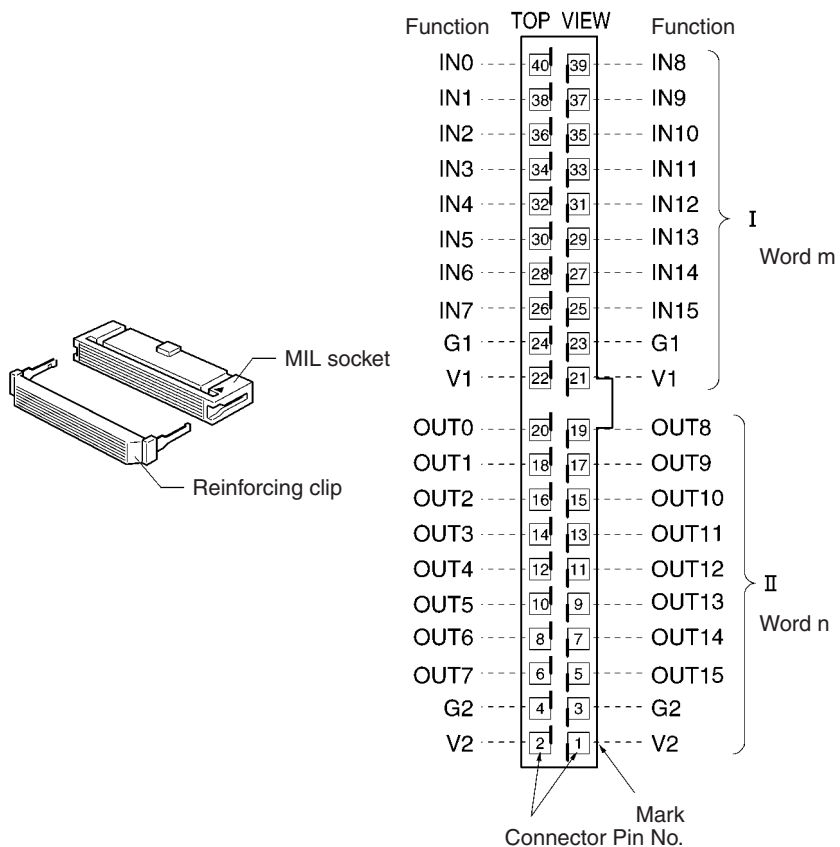 Function TOP VIEW Function
IN0 40 39 IN8
IN1 38 37 IN9
IN2 36 35 IN10
IN3 34 33 IN11
IN4 32 31 IN12
IN5 30 29 IN13
I
IN6 28 27 IN14
Word m
IN7 26 25 IN15
G1 24 23 G1
V1 22 21 V1
MIL socket
Reinforcing clip
OUT0 20 19 OUT8
OUT1 18 17 OUT9
OUT2 16 15 OUT10
OUT3 14 13 OUT11
OUT4 12 11 OUT12
II
OUT5 10 9 OUT13
Word n
OUT6 8 7 OUT14
OUT7 6 5 OUT15
G2 4 3 G2
V2 2 1 V2
Mark
Connector Pin No.